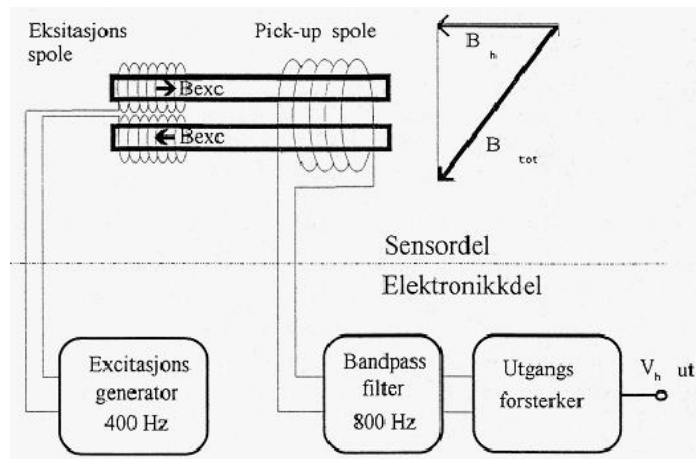 Eksitasjons
spole
Pick-up spole
Bexc
Bexc
B
h
B
tot
Sensordel
Elektronikkdel
Excitasjons
generator
400 Hz
Bandpass
filter
800 Hz
Utgangs
forsterker
V h ut